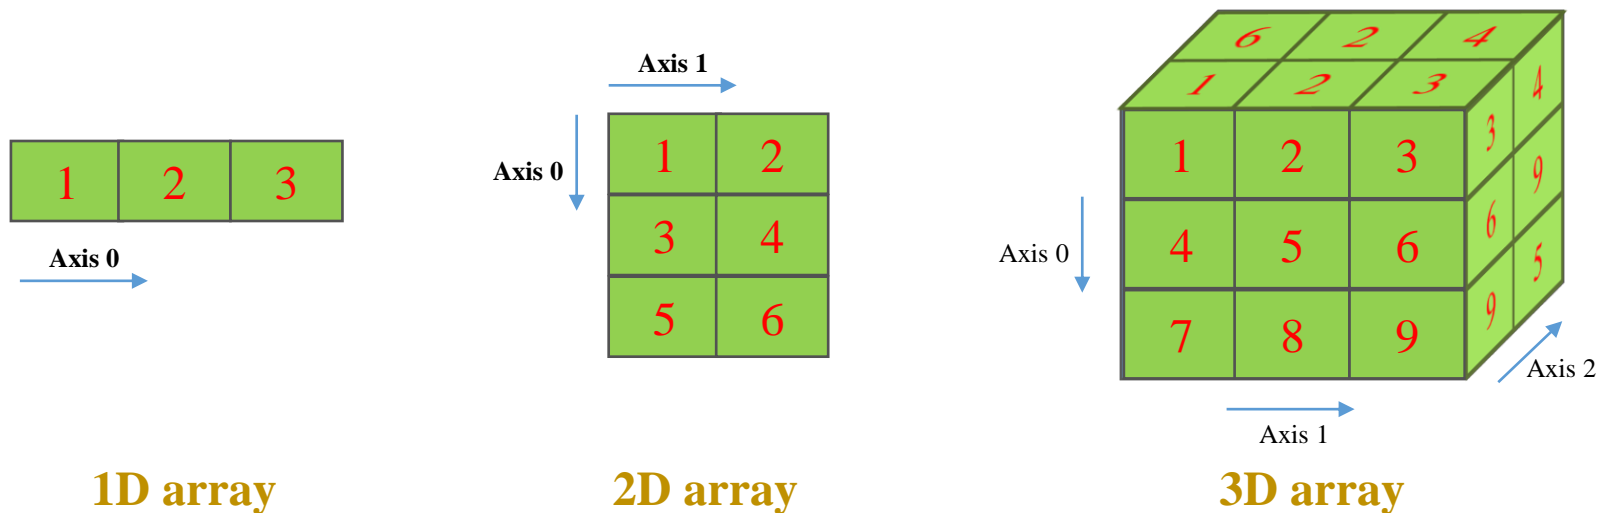 1 2 3
Axis 0
1D array
Axis 1
Axis 0
1 2
3 4
5 6
2D array
6 2 4
1 2 3
1 2 3
4 5 6
7 8 9
3 4
6 9
9 5
Axis 0
Axis 1
Axis 2
3D array